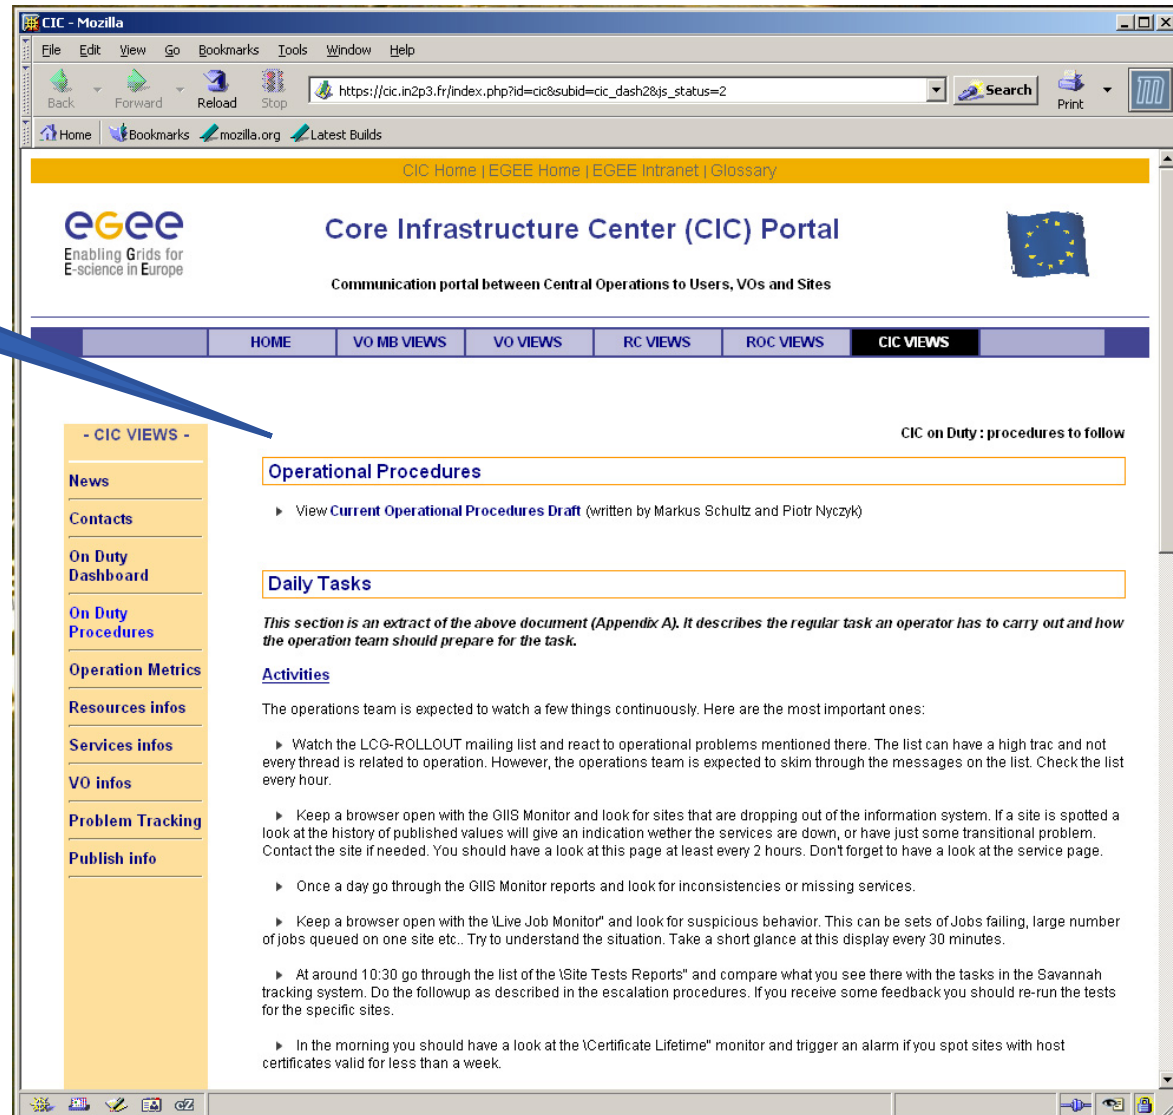 CIC - Mozilla
File Edit View Go Bookmarks Tools Window Help
Back Forward Reload Stop https://cic.in2p3.fr/index.php?id=cic&subid=cic_dash2&js_status=2 Search Print
Home Bookmarks mozilla.org Latest Builds
CIC Home | EGEE Home | EGEE Intranet | Glossary
eGee
Enabling Grids for
E-science in Europe
Core Infrastructure Center (CIC) Portal
Communication portal between Central Operations to Users, VOs and Sites
HOME VO MB VIEWS VO VIEWS RC VIEWS ROC VIEWS CIC VIEWS
- CIC VIEWS -
News
Contacts
On Duty
Dashboard
On Duty
Procedures
Operation Metrics
Resources infos
Services infos
VO infos
Problem Tracking
Publish info
CIC on Duty : procedures to follow
Operational Procedures
View Current Operational Procedures Draft (written by Markus Schultz and Piotr Nyczyk)
Daily Tasks
This section is an extract of the above document (Appendix A). It describes the regular task an operator has to carry out and how
the operation team should prepare for the task.
Activities
The operations team is expected to watch a few things continuously. Here are the most important ones:
Watch the LCG-ROLLOUT mailing list and react to operational problems mentioned there. The list can have a high trac and not
every thread is related to operation. However, the operations team is expected to skim through the messages on the list. Check the list
every hour.
Keep a browser open with the GIIS Monitor and look for sites that are dropping out of the information system. If a site is spotted a
look at the history of published values will give an indication wether the services are down, or have just some transitional problem.
Contact the site if needed. You should have a look at this page at least every 2 hours. Don't forget to have a look at the service page.
Once a day go through the GIIS Monitor reports and look for inconsistencies or missing services.
Keep a browser open with the \Live Job Monitor" and look for suspicious behavior. This can be sets of Jobs failing, large number
of jobs queued on one site etc.. Try to understand the situation. Take a short glance at this display every 30 minutes.
At around 10:30 go through the list of the \Site Tests Reports" and compare what you see there with the tasks in the Savannah
tracking system. Do the followup as described in the escalation procedures. If you receive some feedback you should re-run the tests
for the specific sites.
In the morning you should have a look at the \Certificate Lifetime" monitor and trigger an alarm if you spot sites with host
certificates valid for less than a week.